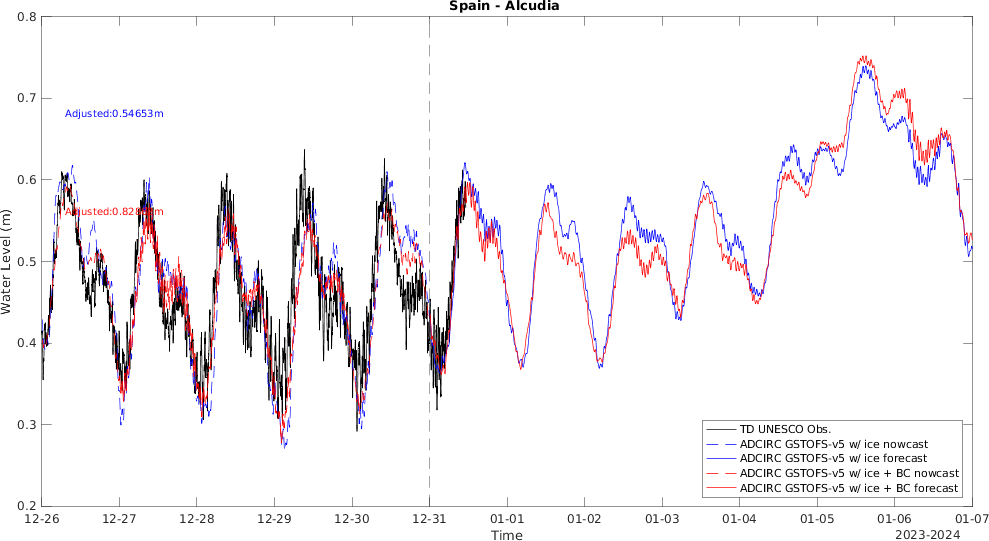 Spain - Alcudia
0.8
0.7
0.6
0.5
0.4
0.3
0.2
Water Level (m)
Adjusted:0.54653m
TD UNESCO Obs.
ADCIRC GSTOFS-v5 w/ ice nowcast
ADCIRC GSTOFS-v5 w/ ice forecast
ADCIRC GSTOFS-v5 w/ ice + BC nowcast
ADCIRC GSTOFS-v5 w/ ice + BC forecast
12-26 12-27 12-28 12-29 12-30 12-31 01-01 01-02 01-03 01-04 01-05 01-06 01-07
Time
2023-2024